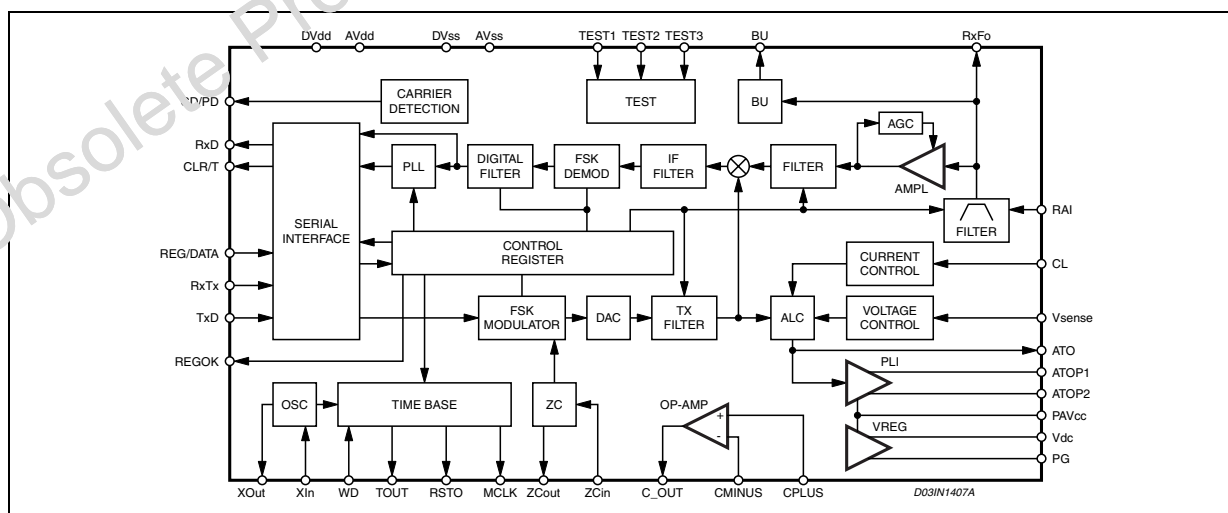 DVdd AVdd DVss AVss TEST1 TEST2 TEST3 BU RxFo
CD/PD
CARRIER
DETECTION
TEST
BU
AGC
AMPL
RxD
CLR/T
SERIAL
INTERFACE
PLL
DIGITAL
FILTER
FSK
DEMOD
IF
FILTER
FILTER
FILTER
RAI
REG/DATA
RxTx
TxD
REGOK
CONTROL
REGISTER
CURRENT
CONTROL
CL
FSK
MODULATOR
DAC
TX
FILTER
ALC
VOLTAGE
CONTROL
Vsense
ATO
PLI
ATOP1
ATOP2
PAVcc
VREG
Vdc
PG
OSC
TIME BASE
ZC
OP-AMP
+
-
XOut XIn WD TOUT RSTO MCLK ZCout ZCin C_OUT CMINUS CPLUS
D03IN1407A
Obsolete Pro